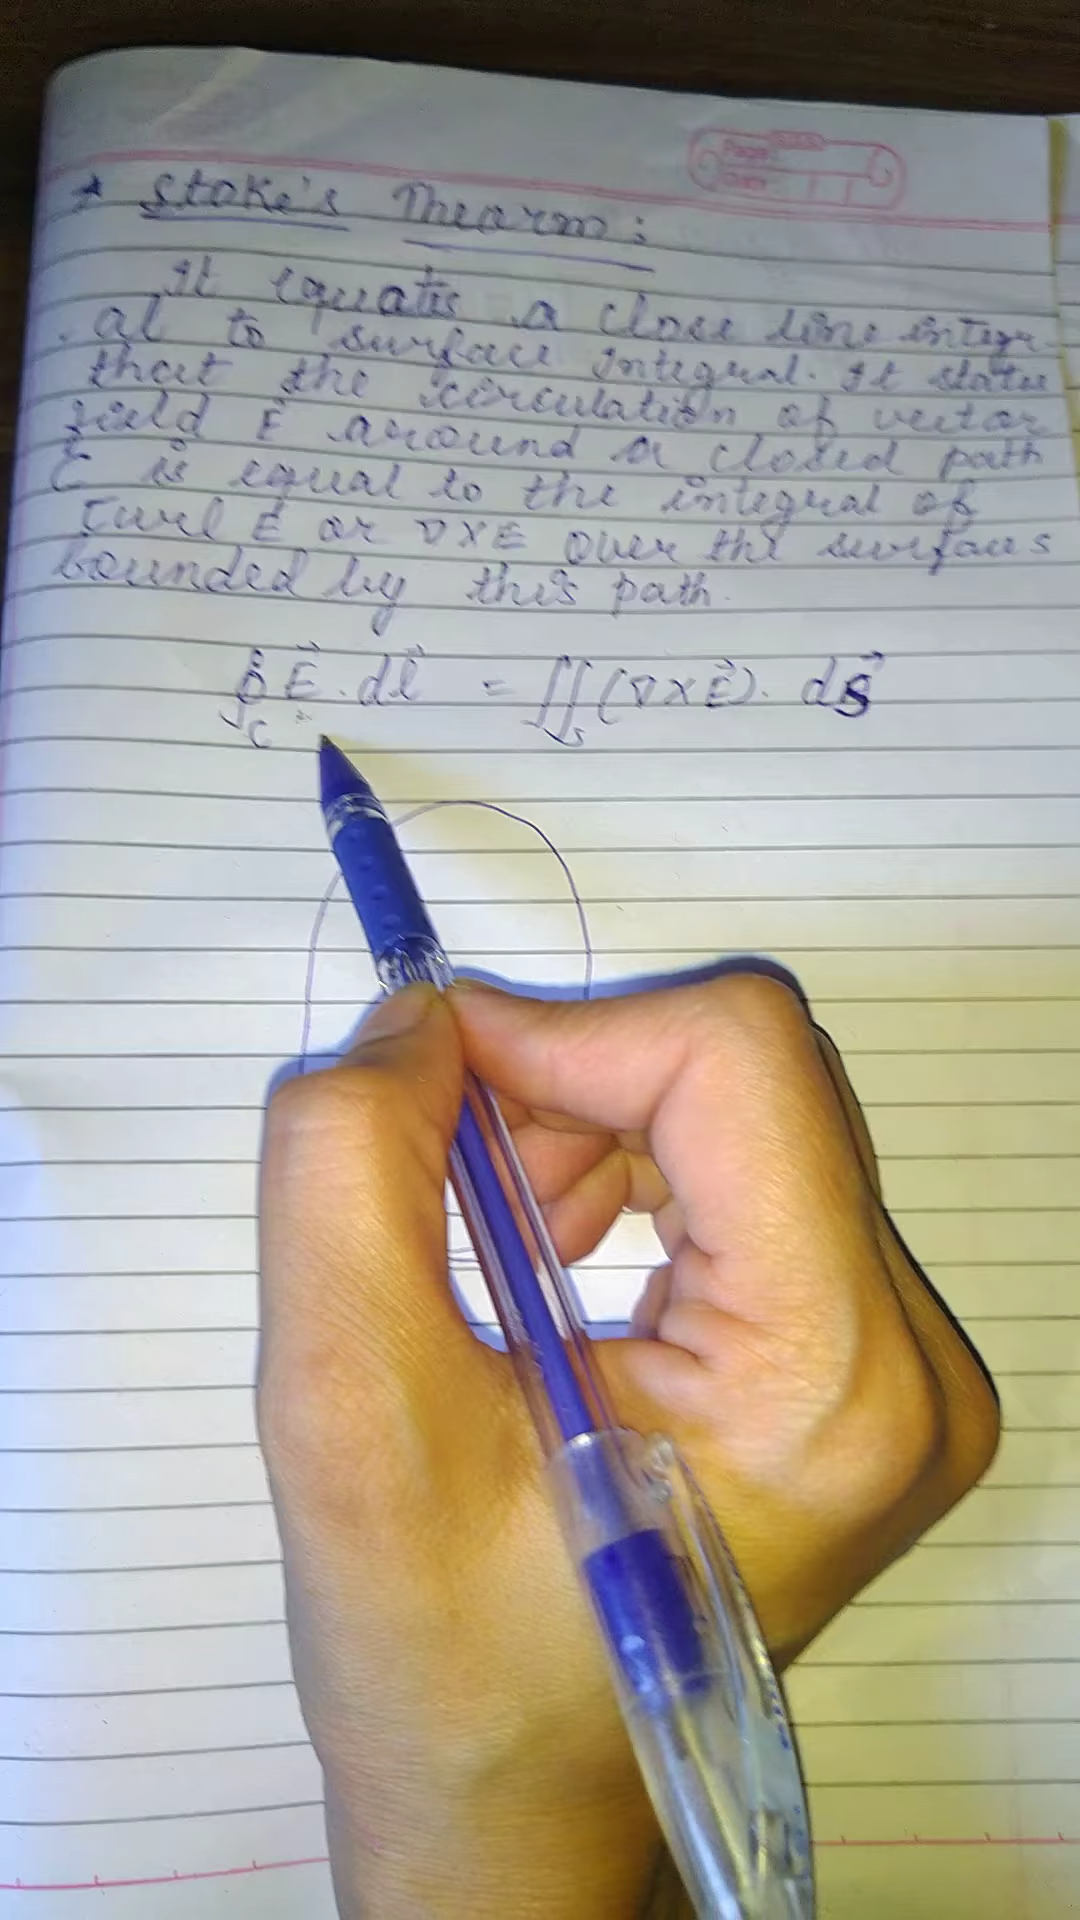 * Stoke's Thearm:
It equates a close line integr-
al to surface Integral. It states
that the circulation of vector
field E around a closed path
C is equal to the integral of
Curl E or ∇XE over the surfaces
bounded by this path.
∮C E⃗ . dl⃗ = ∬S (∇X E⃗). dS⃗